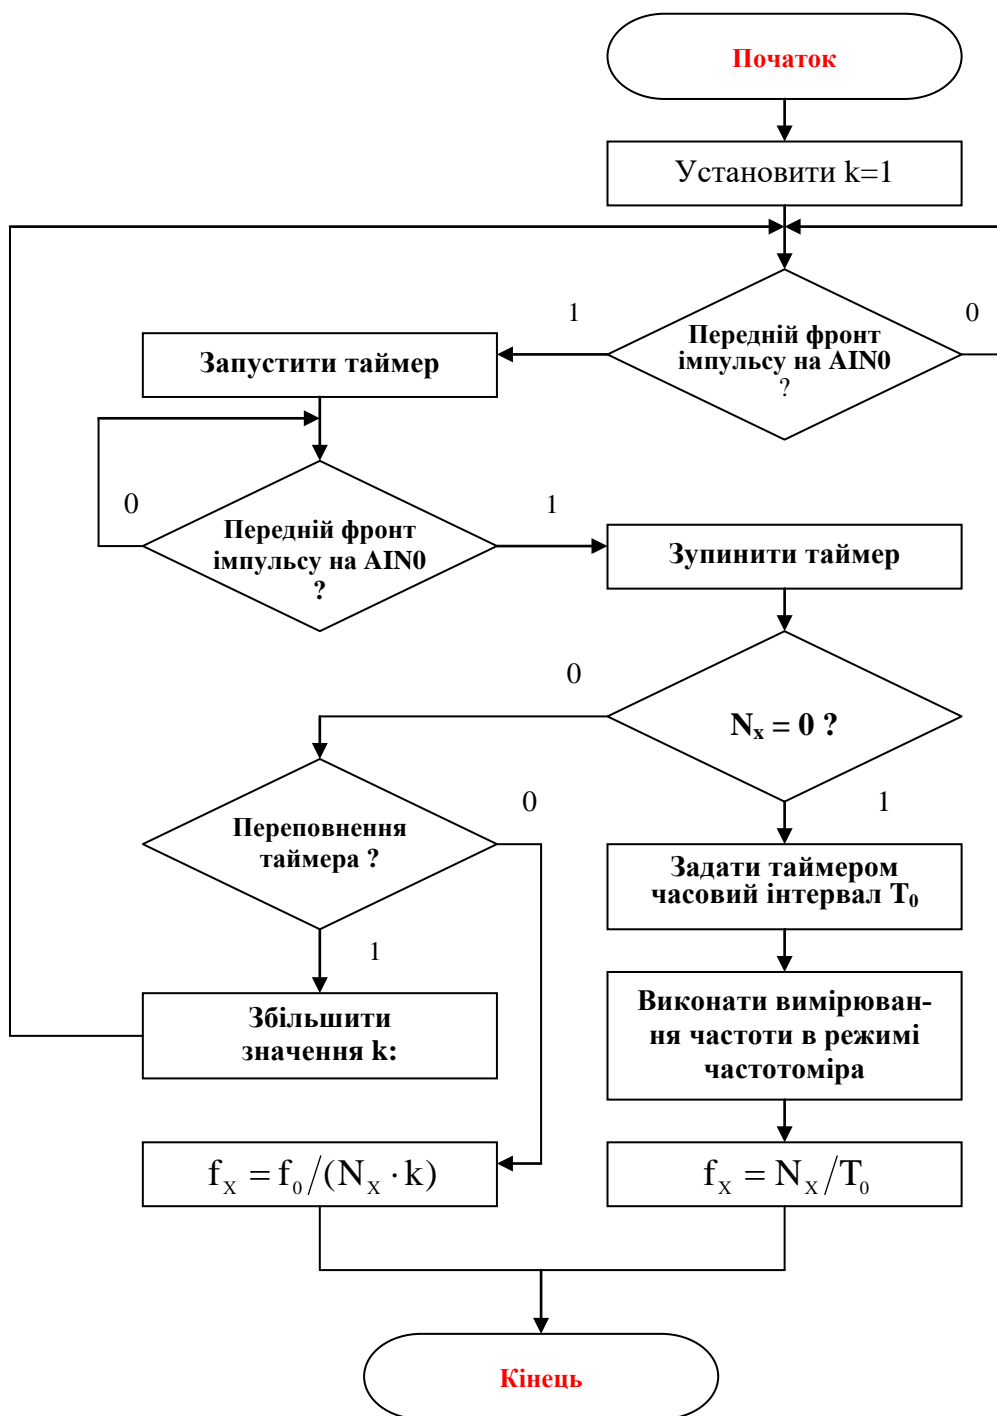 Початок
Установити k=1
1
0
Передній фронт
імпульсу на AIN0
?
Запустити таймер
0
1
Передній фронт
імпульсу на AIN0
?
Зупинити таймер
0
Nx = 0 ?
0
1
Переповнення
таймера ?
Задати таймером
часовий інтервал T0
1
Збільшити
значення k:
Виконати вимірюван-
ня частоти в режимі
частотоміра
fX = f0/(NX · k)
fX = NX/T0
Кінець